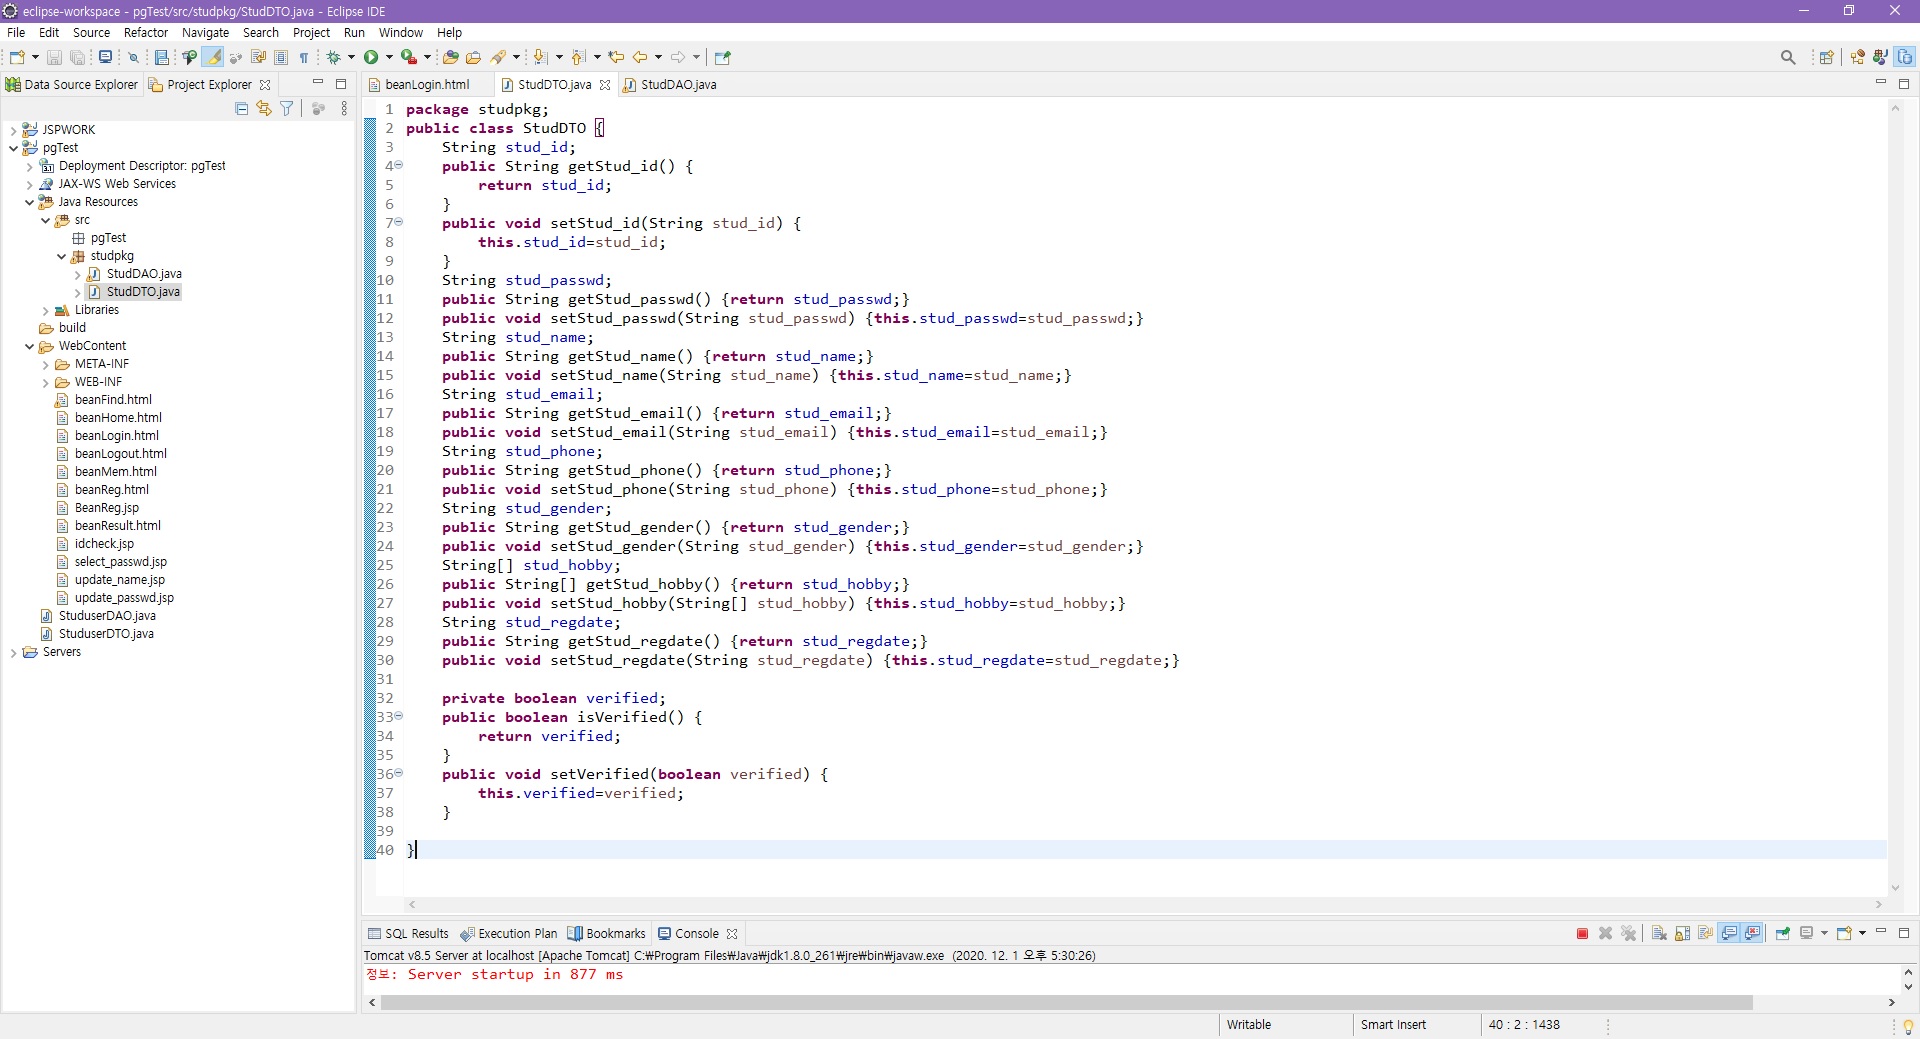 eclipse-workspace - pgTest/src/studpkg/StudDTO.java - Eclipse IDE
File Edit Source Refactor Navigate Search Project Run Window Help
Data Source Explorer Project Explorer
JSPWORK
pgTest
Deployment Descriptor: pgTest
JAX-WS Web Services
Java Resources
src
pgTest
studpkg
StudDAO.java
StudDTO.java
Libraries
build
WebContent
META-INF
WEB-INF
beanFind.html
beanHome.html
beanLogin.html
beanLogout.html
beanMem.html
beanReg.html
BeanReg.jsp
beanResult.html
idcheck.jsp
select_passwd.jsp
update_name.jsp
update_passwd.jsp
StuduserDAO.java
StuduserDTO.java
Servers
beanLogin.html StudDTO.java StudDAO.java
1 package studpkg;
2 public class StudDTO {
3     String stud_id;
4     public String getStud_id() {
5         return stud_id;
6     }
7     public void setStud_id(String stud_id) {
8         this.stud_id=stud_id;
9     }
10     String stud_passwd;
11     public String getStud_passwd() {return stud_passwd;}
12     public void setStud_passwd(String stud_passwd) {this.stud_passwd=stud_passwd;}
13     String stud_name;
14     public String getStud_name() {return stud_name;}
15     public void setStud_name(String stud_name) {this.stud_name=stud_name;}
16     String stud_email;
17     public String getStud_email() {return stud_email;}
18     public void setStud_email(String stud_email) {this.stud_email=stud_email;}
19     String stud_phone;
20     public String getStud_phone() {return stud_phone;}
21     public void setStud_phone(String stud_phone) {this.stud_phone=stud_phone;}
22     String stud_gender;
23     public String getStud_gender() {return stud_gender;}
24     public void setStud_gender(String stud_gender) {this.stud_gender=stud_gender;}
25     String[] stud_hobby;
26     public String[] getStud_hobby() {return stud_hobby;}
27     public void setStud_hobby(String[] stud_hobby) {this.stud_hobby=stud_hobby;}
28     String stud_regdate;
29     public String getStud_regdate() {return stud_regdate;}
30     public void setStud_regdate(String stud_regdate) {this.stud_regdate=stud_regdate;}
31
32     private boolean verified;
33     public boolean isVerified() {
34         return verified;
35     }
36     public void setVerified(boolean verified) {
37         this.verified=verified;
38     }
39
40 }
SQL Results Execution Plan Bookmarks Console
Tomcat v8.5 Server at localhost [Apache Tomcat] C:₩Program Files₩Java₩jdk1.8.0_261₩jre₩bin₩javaw.exe (2020. 12. 1 오후 5:30:26)
정보: Server startup in 877 ms
Writable Smart Insert 40 : 2 : 1438